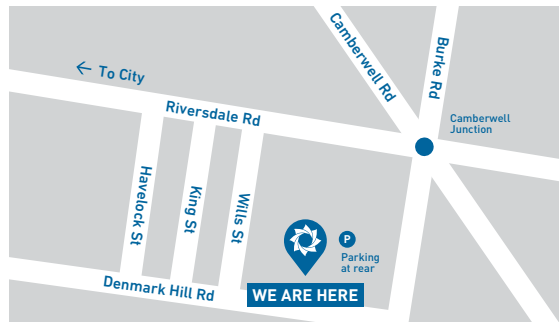 Camberwell Rd
Burke Rd
← To City
Riversdale Rd
Camberwell
Junction
Havelock St
King St
Wills St
P
Parking
at rear
Denmark Hill Rd
WE ARE HERE